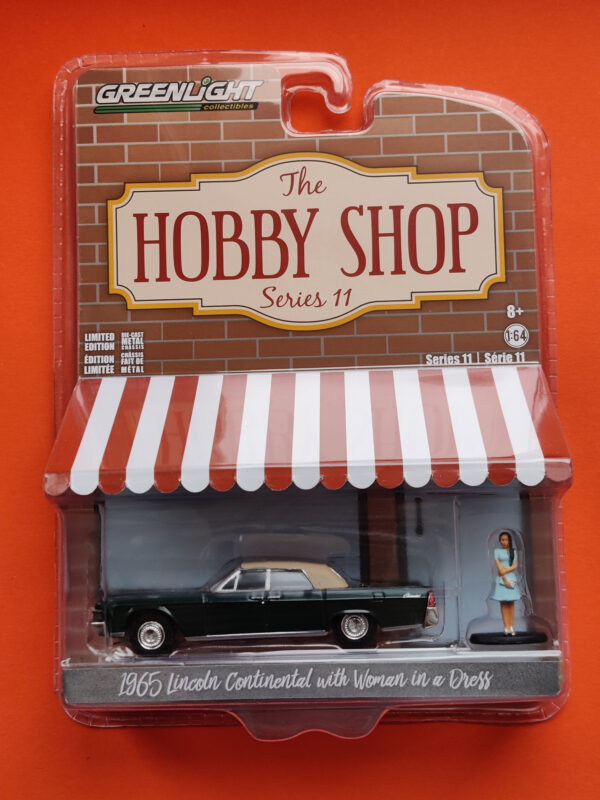 GREENLIGHT
collectibles
The
HOBBY SHOP
Series 11
8+
1:64
LIMITED EDITION
DIE-CAST METAL CHASSIS
ÉDITION LIMITÉE
CHÂSSIS FAIT DE MÉTAL
Series 11 | Série 11
1965 Lincoln Continental with Woman in a Dress